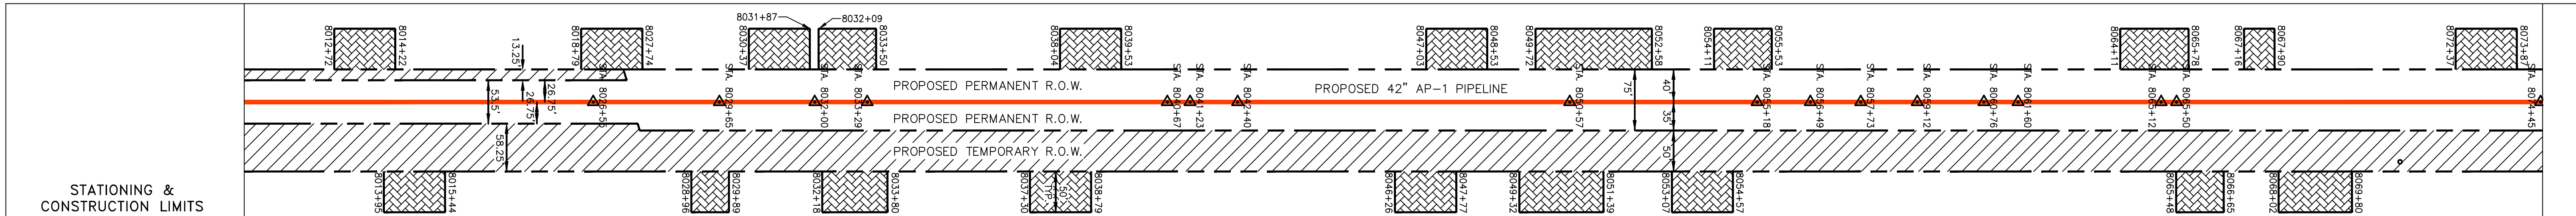 8031+87
8032+09
8012+72
8014+22
8018+79
8027+74
8030+37
8033+50
8038+04
8039+53
8047+03
8048+53
8049+72
8052+58
8054+11
8055+53
8064+11
8065+78
8067+16
8067+90
8072+37
8073+87
13.25'
26.75'
26.75'
53.5'
58.25'
STA. 8026+56
STA. 8029+65
STA. 8032+00
STA. 8033+29
PROPOSED PERMANENT R.O.W.
STA. 8040+67
STA. 8041+23
STA. 8042+40
PROPOSED 42" AP-1 PIPELINE
STA. 8050+57
75'
40'
35'
50'
STA. 8055+18
STA. 8056+49
STA. 8057+73
STA. 8059+12
STA. 8060+76
STA. 8061+60
STA. 8065+12
STA. 8065+50
STA. 8074+45
PROPOSED PERMANENT R.O.W.
PROPOSED TEMPORARY R.O.W.
8013+95
8015+44
8028+96
8029+89
8032+18
8033+80
8037+30
50'
TYP.
8038+79
8046+26
8047+77
8049+32
8051+39
8053+07
8054+57
8065+48
8066+65
8068+02
8069+80
STATIONING &
CONSTRUCTION LIMITS